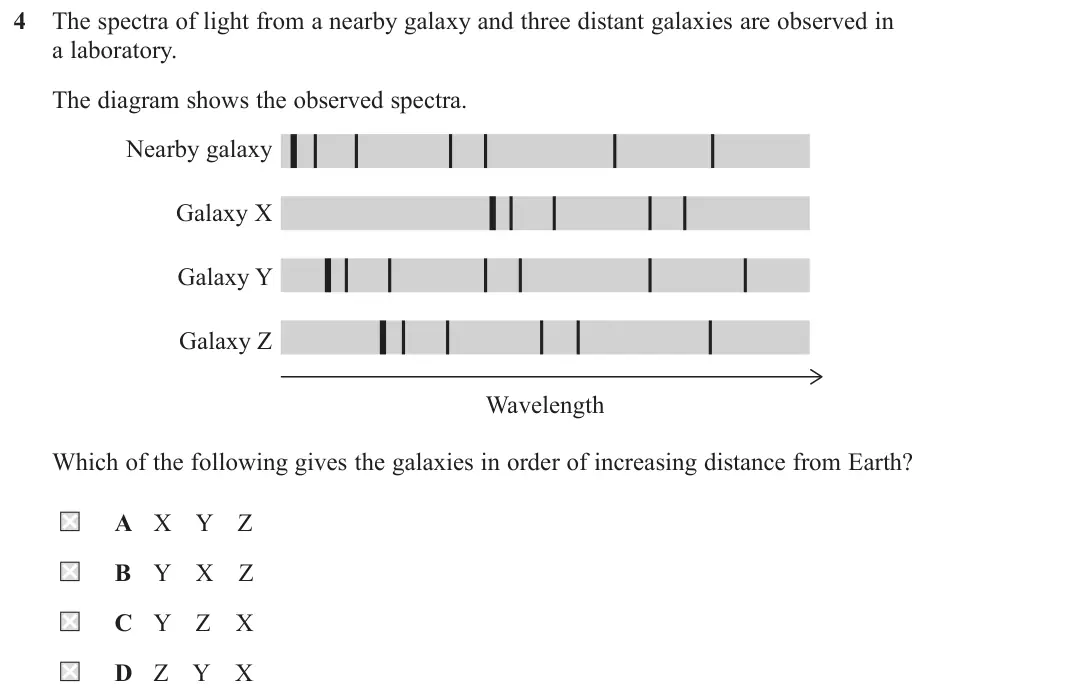 4 The spectra of light from a nearby galaxy and three distant galaxies are observed in
a laboratory.
The diagram shows the observed spectra.
Nearby galaxy
Galaxy X
Galaxy Y
Galaxy Z
Wavelength
Which of the following gives the galaxies in order of increasing distance from Earth?
A X Y Z
B Y X Z
C Y Z X
D Z Y X